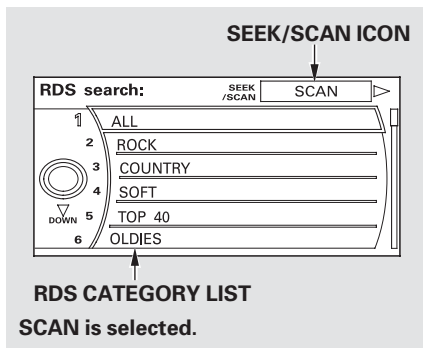 SEEK/SCAN ICON
RDS search: SEEK /SCAN SCAN
1 ALL
2 ROCK
3 COUNTRY
4 SOFT
DOWN 5 TOP 40
6 OLDIES
RDS CATEGORY LIST
SCAN is selected.